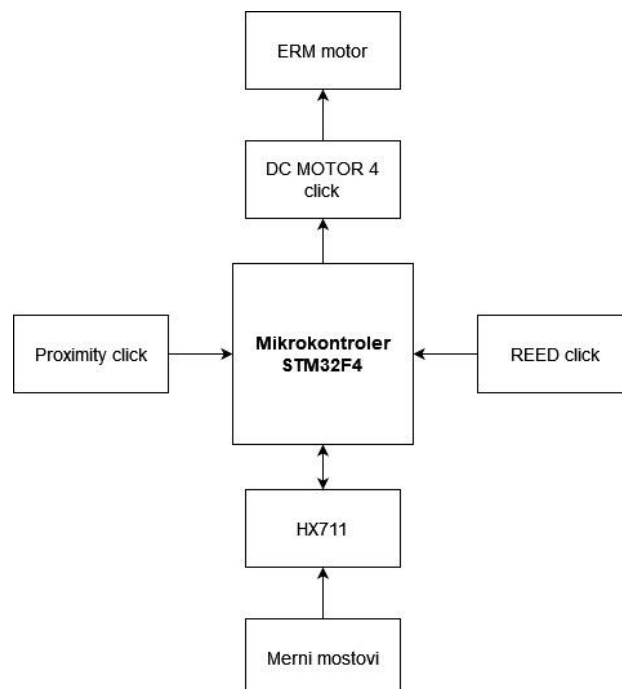 ERM motor
DC MOTOR 4
click
Mikrokontroler
STM32F4
Proximity click
REED click
HX711
Merni mostovi